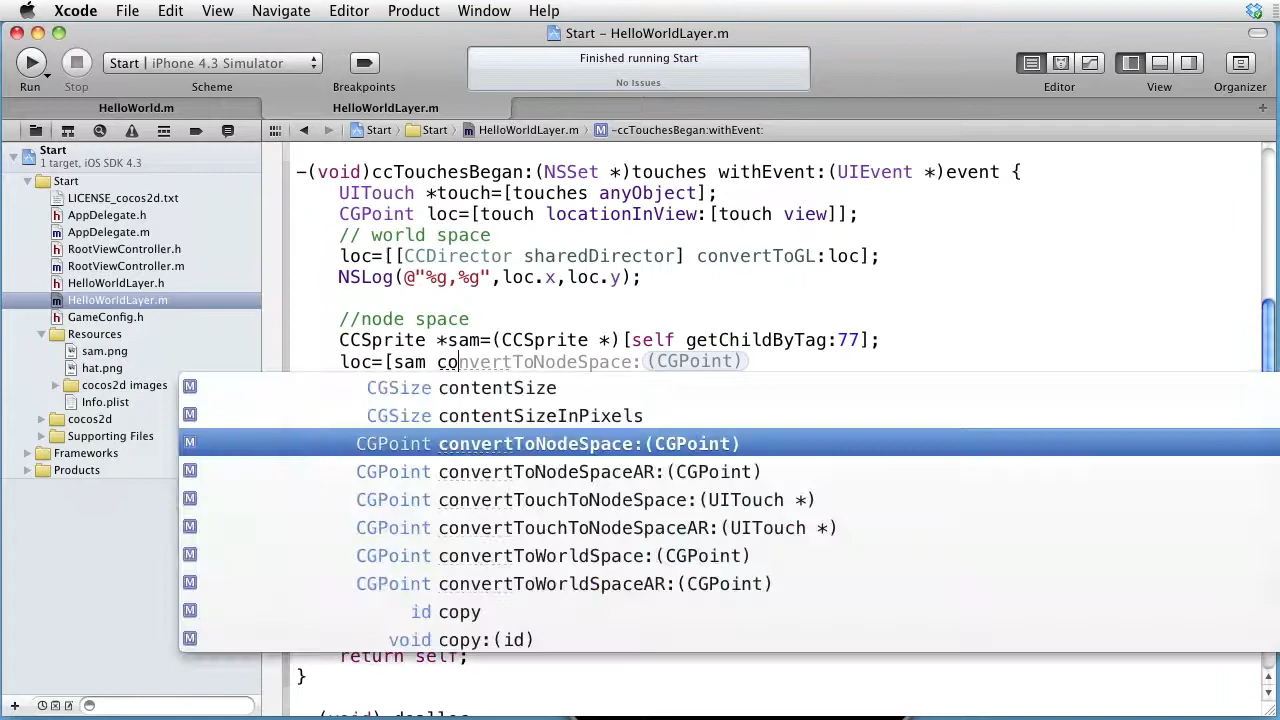 Xcode File Edit View Navigate Editor Product Window Help
Start – HelloWorldLayer.m
Start iPhone 4.3 Simulator
Finished running Start
No Issues
Run Stop Scheme Breakpoints Editor View Organizer
HelloWorld.m HelloWorldLayer.m
Start Start HelloWorldLayer.m M -ccTouchesBegan:withEvent:
Start
1 target, iOS SDK 4.3
Start
LICENSE_cocos2d.txt
h AppDelegate.h
m AppDelegate.m
h RootViewController.h
m RootViewController.m
h HelloWorldLayer.h
m HelloWorldLayer.m
h GameConfig.h
Resources
sam.png
hat.png
cocos2d images
Info.plist
cocos2d
Supporting Files
Frameworks
Products
-(void)ccTouchesBegan:(NSSet *)touches withEvent:(UIEvent *)event {
UITouch *touch=[touches anyObject];
CGPoint loc=[touch locationInView:[touch view]];
// world space
loc=[[CCDirector sharedDirector] convertToGL:loc];
NSLog(@"%g,%g",loc.x,loc.y);
//node space
CCSprite *sam=(CCSprite *)[self getChildByTag:77];
loc=[sam convertToNodeSpace:(CGPoint)
M CGSize contentSize
M CGSize contentSizeInPixels
M CGPoint convertToNodeSpace:(CGPoint)
M CGPoint convertToNodeSpaceAR:(CGPoint)
M CGPoint convertTouchToNodeSpace:(UITouch *)
M CGPoint convertTouchToNodeSpaceAR:(UITouch *)
M CGPoint convertToWorldSpace:(CGPoint)
M CGPoint convertToWorldSpaceAR:(CGPoint)
M id copy
M void copy:(id)
return self;
}
(void) dealloc